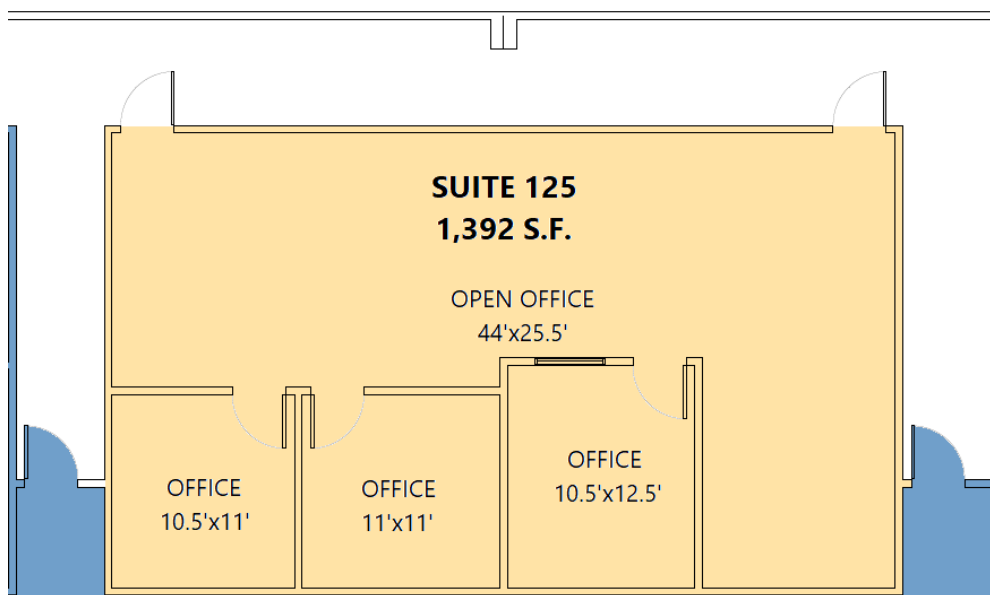 SUITE 125
1,392 S.F.
OPEN OFFICE
44'x25.5'
OFFICE
10.5'x11'
OFFICE
11'x11'
OFFICE
10.5'x12.5'